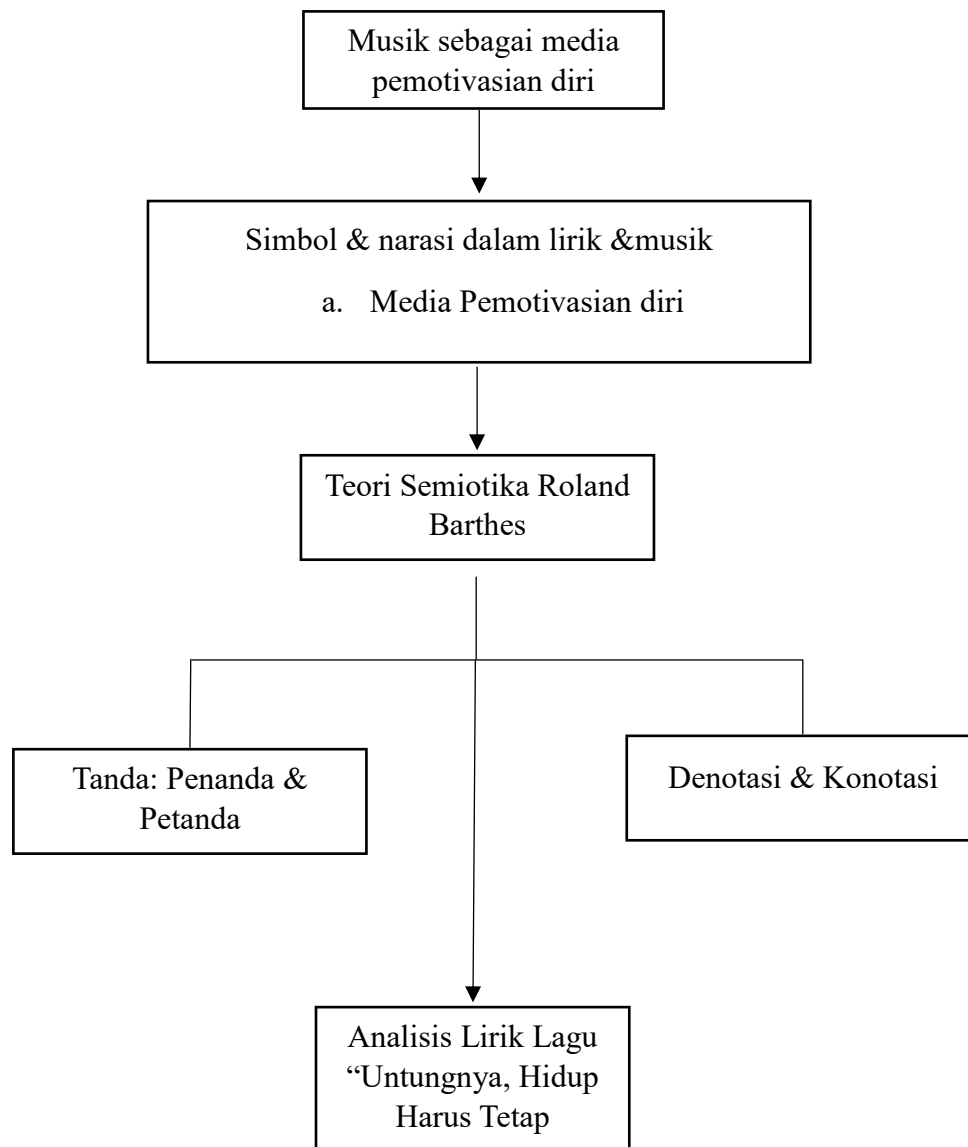 Musik sebagai media
pemotivasian diri
Simbol & narasi dalam lirik &musik
a. Media Pemotivasian diri
Teori Semiotika Roland
Barthes
Tanda: Penanda &
Petanda
Denotasi & Konotasi
Analisis Lirik Lagu
“Untungnya, Hidup
Harus Tetap